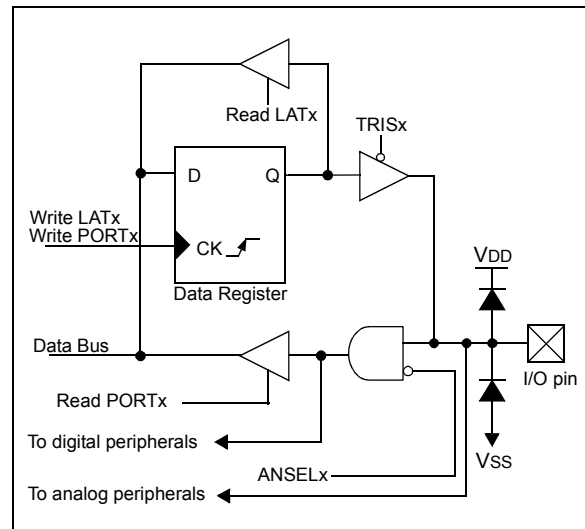 Read LATx
TRISx
D
Q
Write LATx
Write PORTx
CK
Data Register
VDD
Data Bus
I/O pin
Read PORTx
To digital peripherals
VSS
ANSELx
To analog peripherals